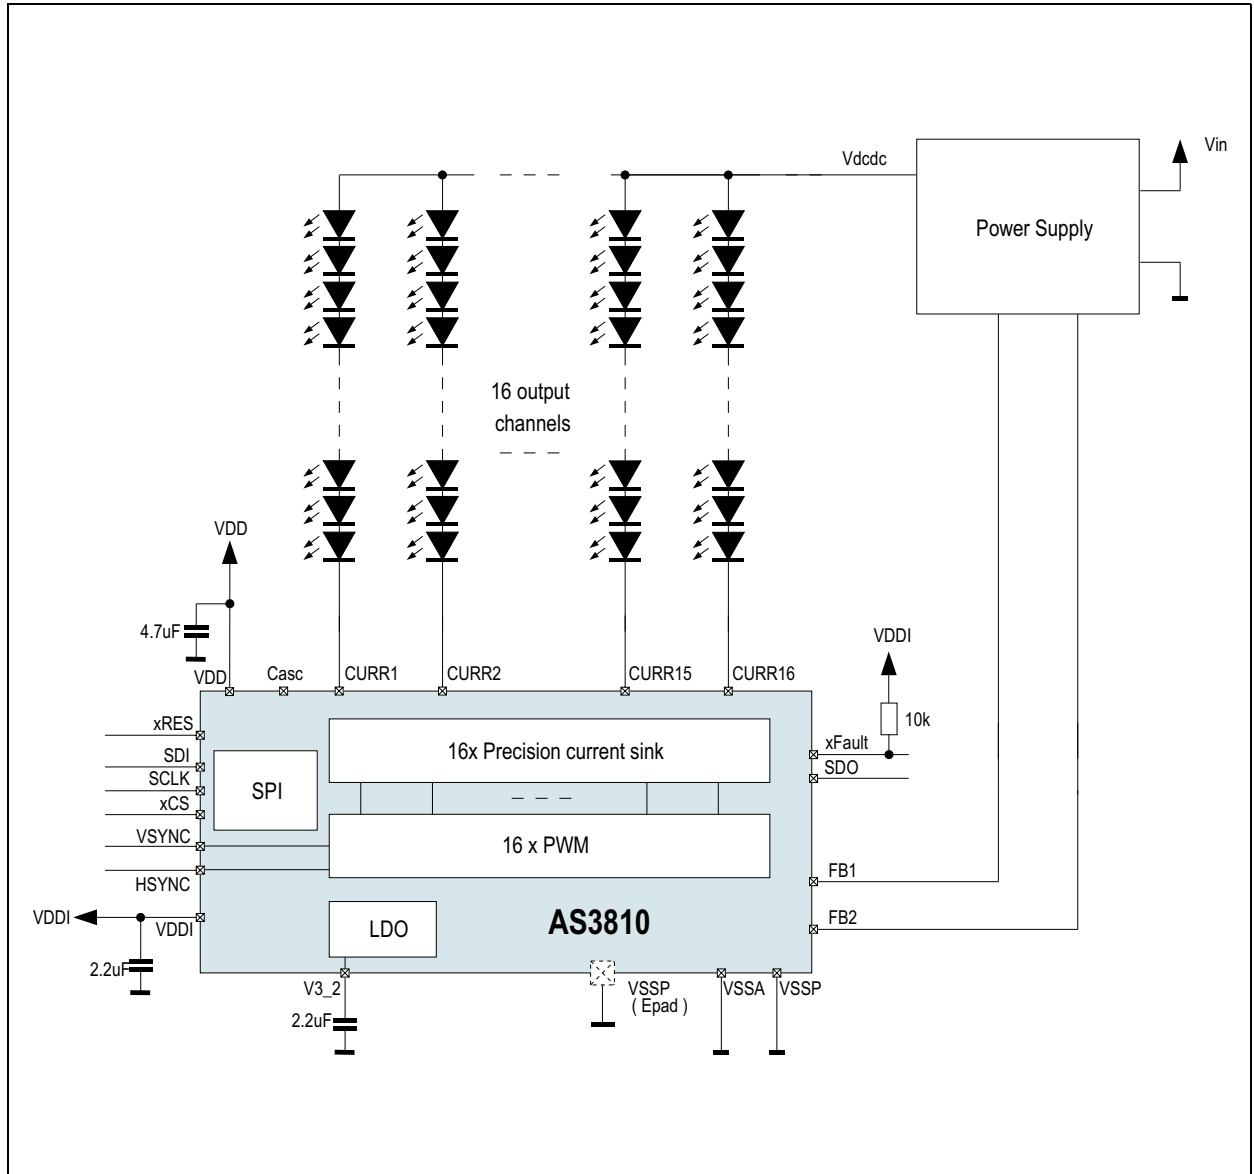 Vin
Vdcdc
Power Supply
16 output
channels
VDD
4.7uF
VDD
Casc
CURR1
CURR2
CURR15
CURR16
VDDI
10k
xRES
SDI
SCLK
xCS
VSYNC
HSYNC
VDDI
VDDI
2.2uF
SPI
16x Precision current sink
16 x PWM
LDO
AS3810
xFault
SDO
FB1
FB2
V3_2
2.2uF
VSSP
( Epad )
VSSA
VSSP